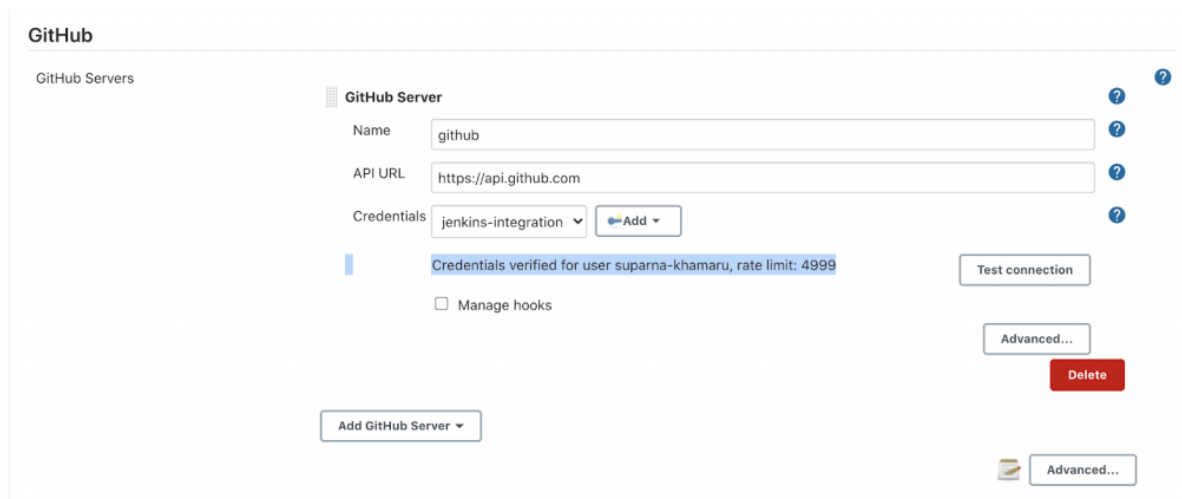 GitHub
GitHub Servers
GitHub Server
Name
github
API URL
https://api.github.com
Credentials
jenkins-integration
Add
Credentials verified for user suparna-khamaru, rate limit: 4999
Test connection
Manage hooks
Advanced...
Delete
Add GitHub Server
Advanced...